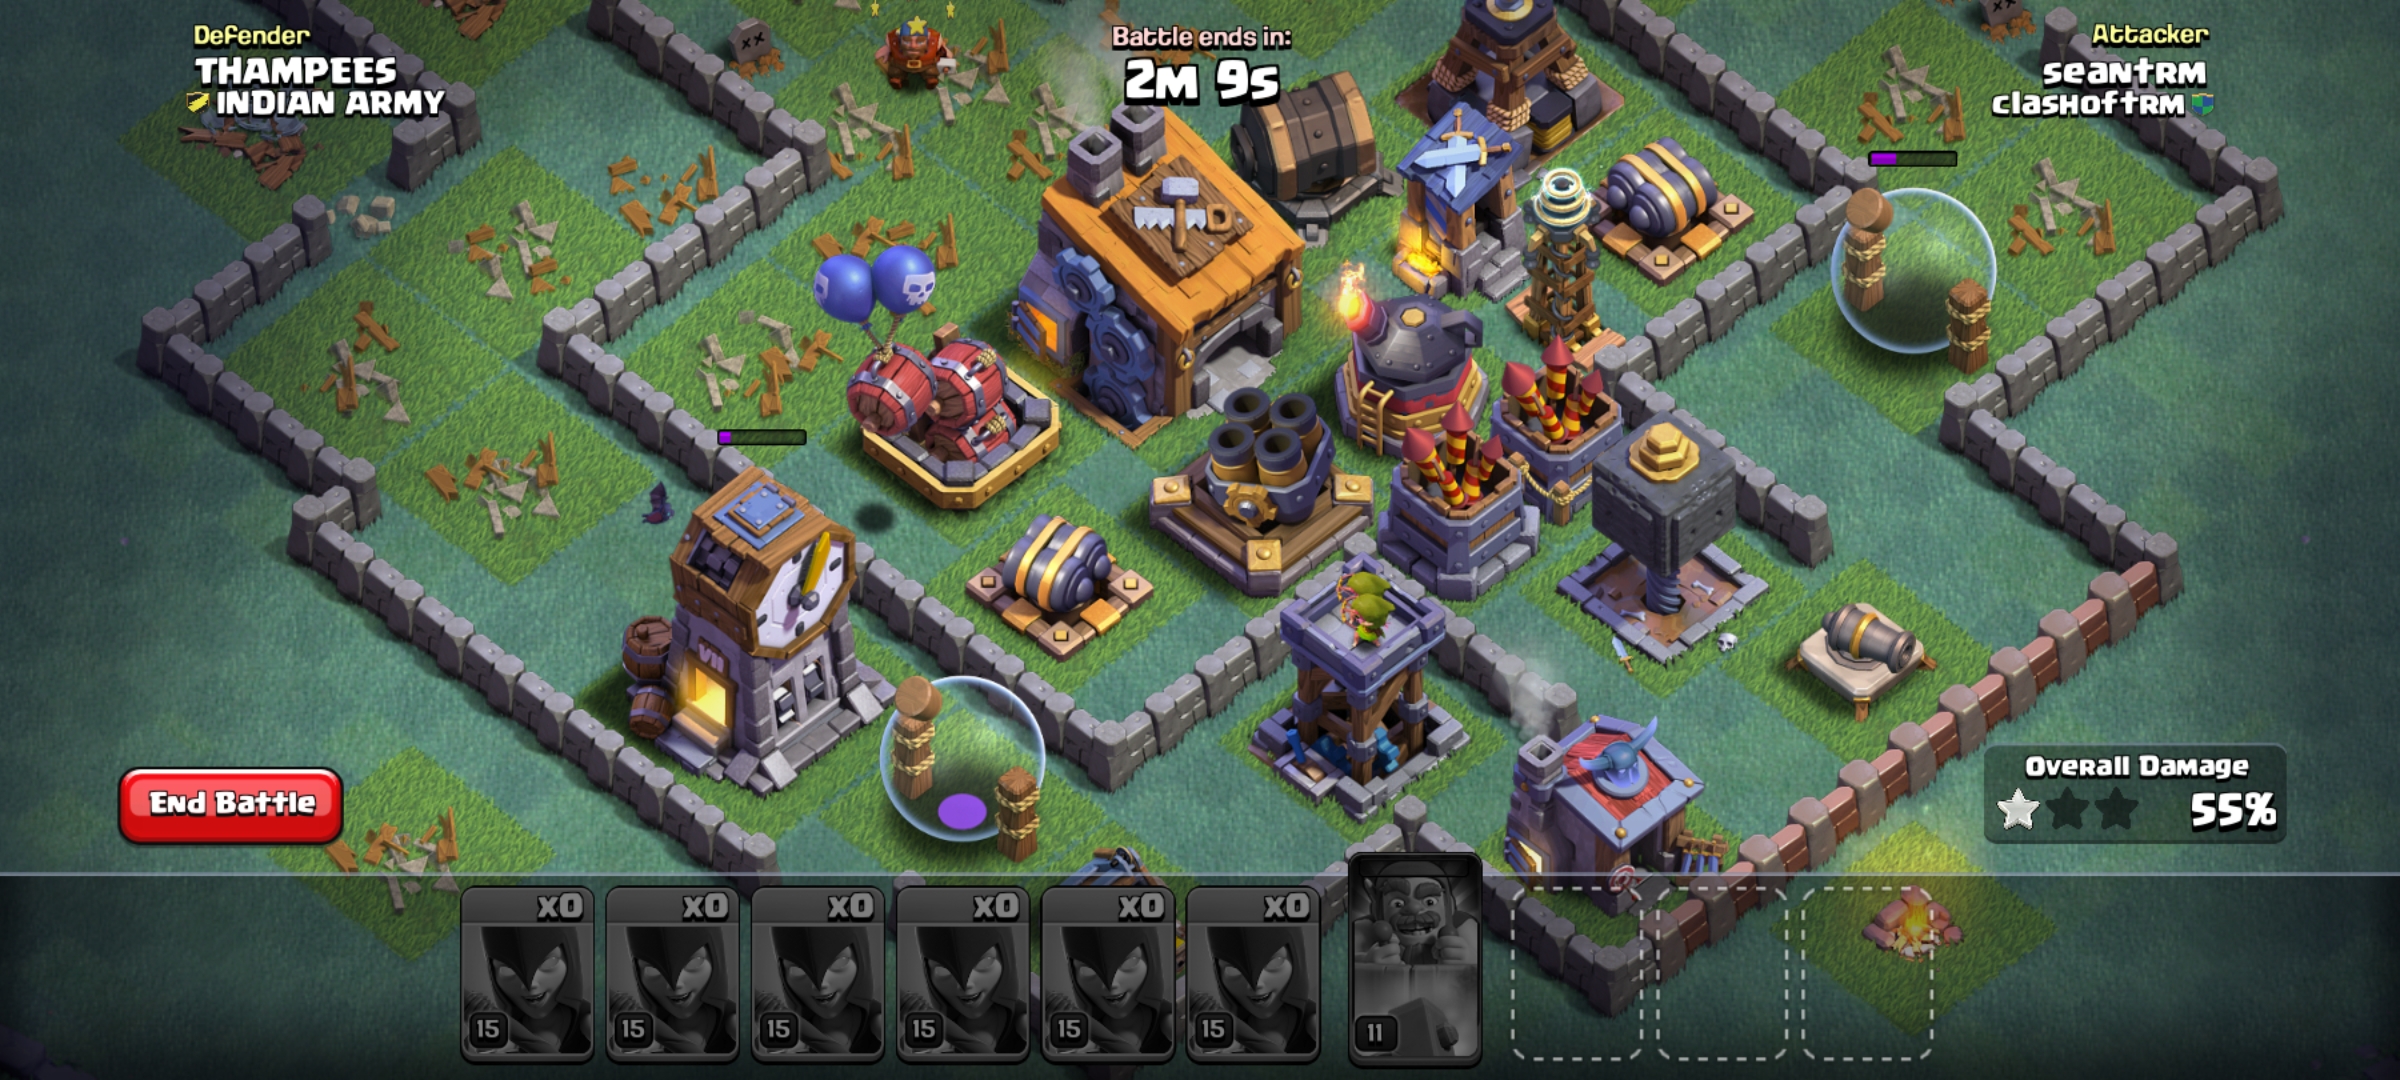 Defender
THAMPEES
INDIAN ARMY
Battle ends in:
2M 9s
Attacker
seantRM
clashoftRM
VII
End Battle
Overall Damage
55%
x0 x0 x0 x0 x0 x0
15 15 15 15 15 15 11